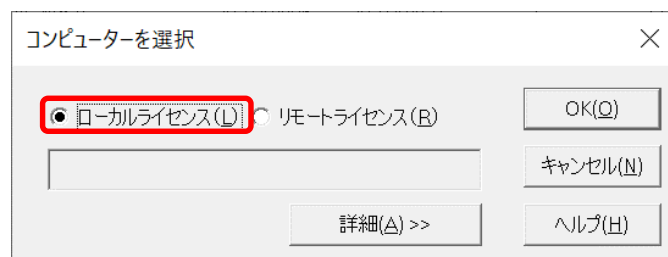 コンピューターを選択
ローカルライセンス(L) リモートライセンス(R)
OK(O)
キャンセル(N)
詳細(A) >>
ヘルプ(H)